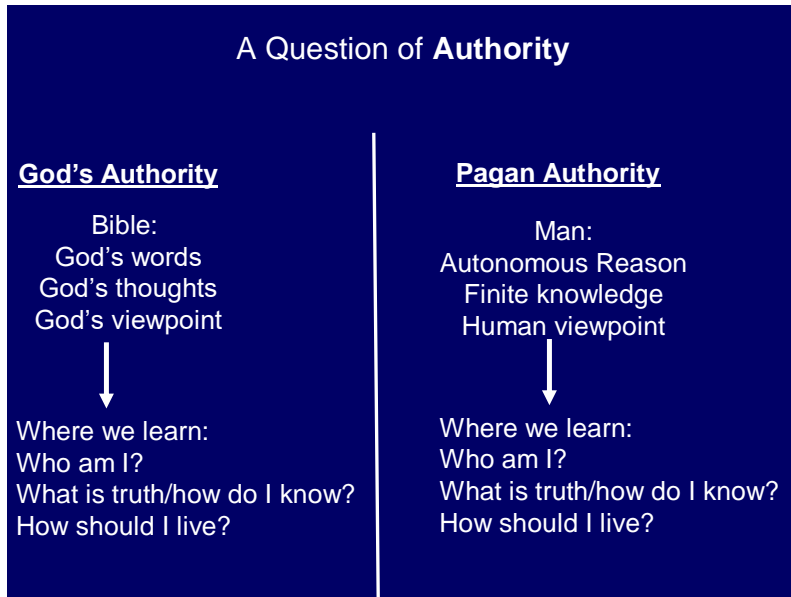 A Question of Authority
God's Authority
Bible:
God's words
God's thoughts
God's viewpoint
Where we learn:
Who am I?
What is truth/how do I know?
How should I live?
Pagan Authority
Man:
Autonomous Reason
Finite knowledge
Human viewpoint
Where we learn:
Who am I?
What is truth/how do I know?
How should I live?